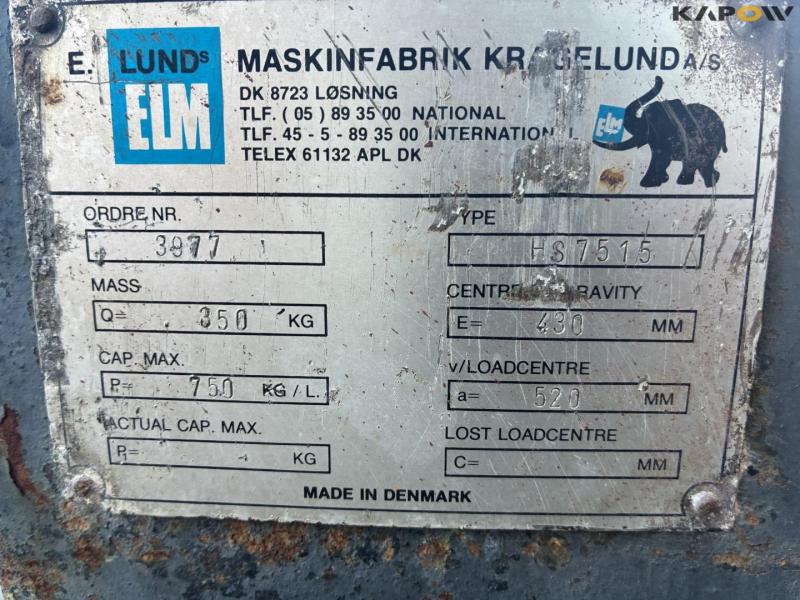 KAPOW
E. LUNDS MASKINFABRIK KRAGELUND A/S
ELM
DK 8723 LØSNING
TLF. (05) 89 35 00 NATIONAL
TLF. 45 - 5 - 89 35 00 INTERNATIONAL
TELEX 61132 APL DK
ELM
ORDRE NR. TYPE
3977 HS7515
MASS CENTRE GRAVITY
Q= 350 KG E= 430 MM
CAP. MAX. v/LOADCENTRE
P= 750 KG/L. a= 520 MM
ACTUAL CAP. MAX. LOST LOADCENTRE
P1= KG C= MM
MADE IN DENMARK